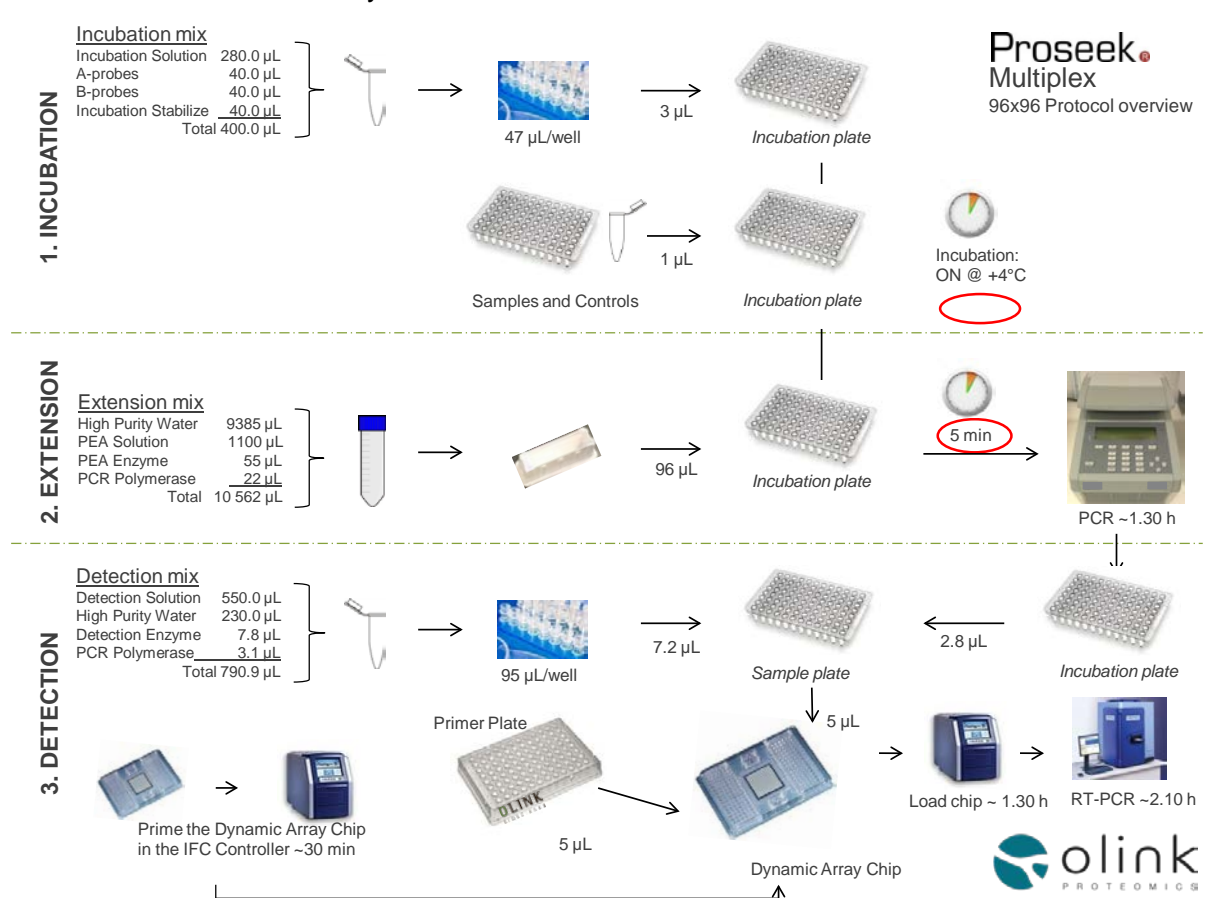 Proseek®
Multiplex
96x96 Protocol overview
1. INCUBATION
Incubation mix
Incubation Solution 280.0 µL
A-probes 40.0 µL
B-probes 40.0 µL
Incubation Stabilize 40.0 µL
Total 400.0 µL
47 µL/well
3 µL
Incubation plate
Samples and Controls
1 µL
Incubation plate
Incubation:
ON @ +4°C
2. EXTENSION
Extension mix
High Purity Water 9385 µL
PEA Solution 1100 µL
PEA Enzyme 55 µL
PCR Polymerase 22 µL
Total 10 562 µL
96 µL
Incubation plate
5 min
PCR ~1.30 h
3. DETECTION
Detection mix
Detection Solution 550.0 µL
High Purity Water 230.0 µL
Detection Enzyme 7.8 µL
PCR Polymerase 3.1 µL
Total 790.9 µL
95 µL/well
7.2 µL
Sample plate
2.8 µL
Incubation plate
5 µL
Primer Plate
OLINK
5 µL
Prime the Dynamic Array Chip
in the IFC Controller ~30 min
Dynamic Array Chip
Load chip ~ 1.30 h
RT-PCR ~2.10 h
olink
PROTEOMICS